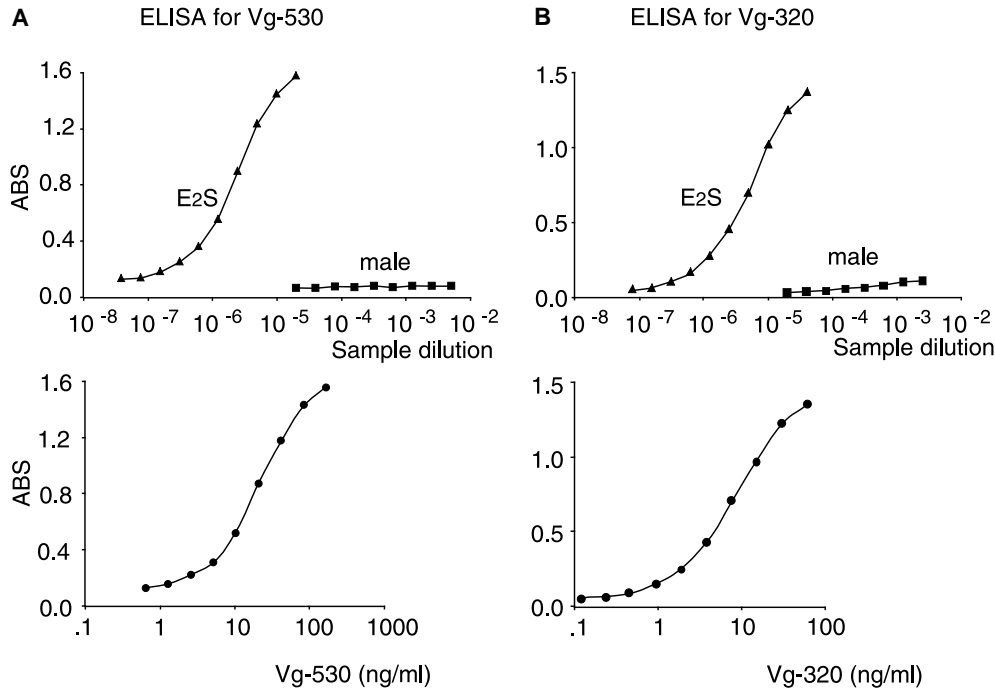 A
ELISA for Vg-530
B
ELISA for Vg-320
1.6
1.2
0.8
0.4
0.0
ABS
E2S
male
10-8 10-7 10-6 10-5 10-4 10-3 10-2
Sample dilution
1.5
1.0
0.5
0.0
E2S
male
10-8 10-7 10-6 10-5 10-4 10-3 10-2
Sample dilution
1.6
1.2
0.8
0.4
0.0
ABS
.1 1 10 100 1000
Vg-530 (ng/ml)
1.5
1.0
0.5
0.0
.1 1 10 100
Vg-320 (ng/ml)